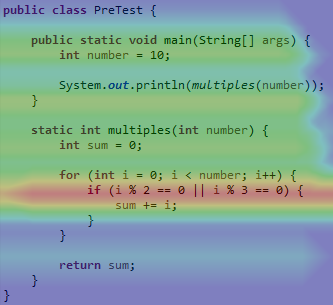 public class PreTest {
public static void main(String[] args) {
int number = 10;
System.out.println(multiples(number));
}
static int multiples(int number) {
int sum = 0;
for (int i = 0; i < number; i++) {
if (i % 2 == 0 || i % 3 == 0) {
sum += i;
}
}
return sum;
}
}